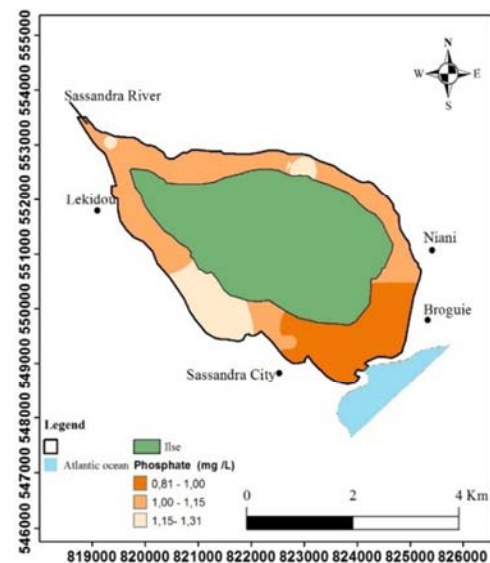 555000
554000
553000
552000
551000
550000
549000
548000
547000
546000
N
W E
S
Sassandra River
Lekidou
Niani
Broguie
Sassandra City
Legend
Ilse
Atlantic ocean
Phosphate (mg /L)
0,81 - 1,00
1,00 - 1,15
1,15- 1,31
0 2 4 Km
819000 820000 821000 822000 823000 824000 825000 826000